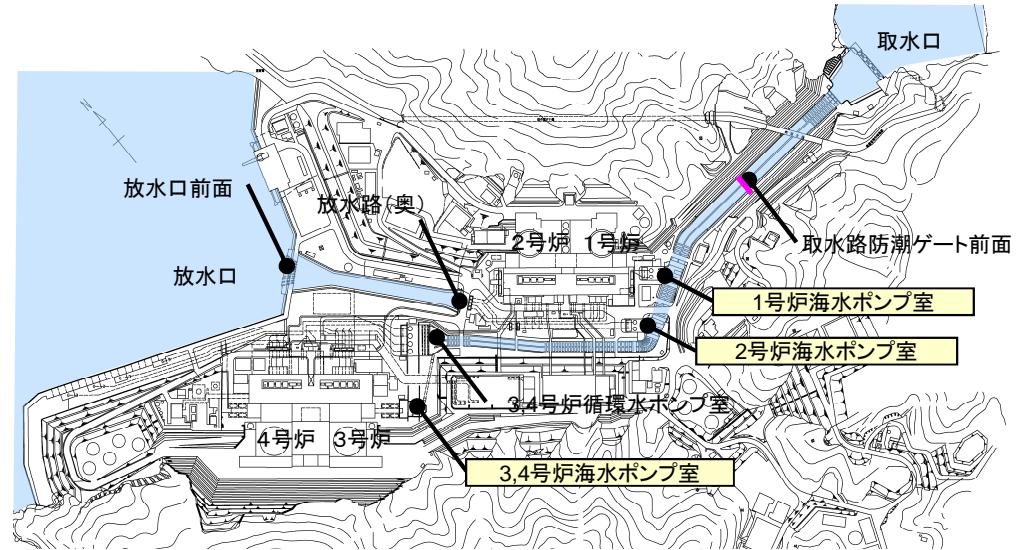 取水口
放水口前面
放水路(奥)
2号炉
1号炉
取水路防潮ゲート前面
放水口
1号炉海水ポンプ室
2号炉海水ポンプ室
3,4号炉循環水ポンプ室
4号炉
3号炉
3,4号炉海水ポンプ室
N